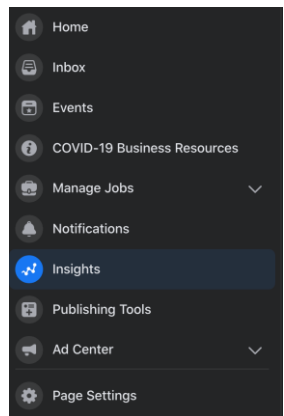 Home
Inbox
Events
COVID-19 Business Resources
Manage Jobs
Notifications
Insights
Publishing Tools
Ad Center
Page Settings